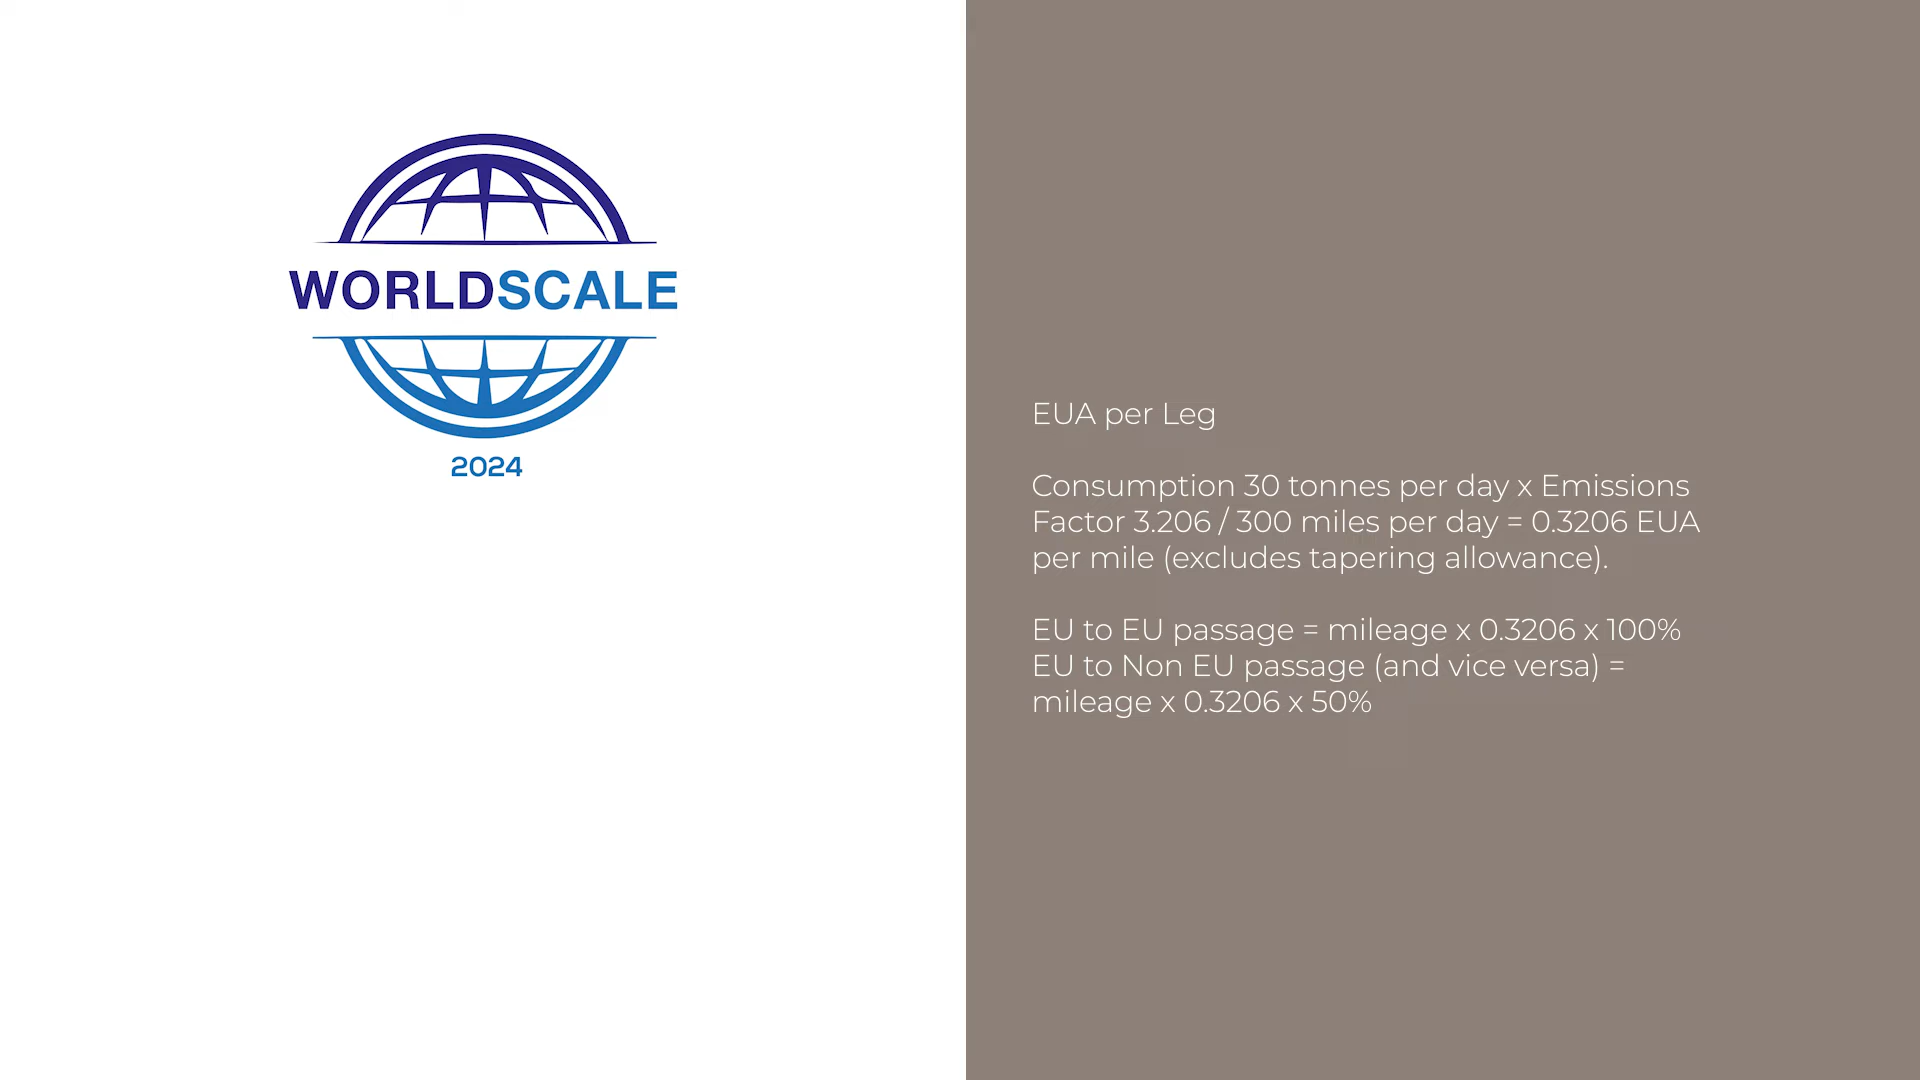 WORLDSCALE
2024
EUA per Leg
Consumption 30 tonnes per day x Emissions
Factor 3.206 / 300 miles per day = 0.3206 EUA
per mile (excludes tapering allowance).
EU to EU passage = mileage x 0.3206 x 100%
EU to Non EU passage (and vice versa) =
mileage x 0.3206 x 50%